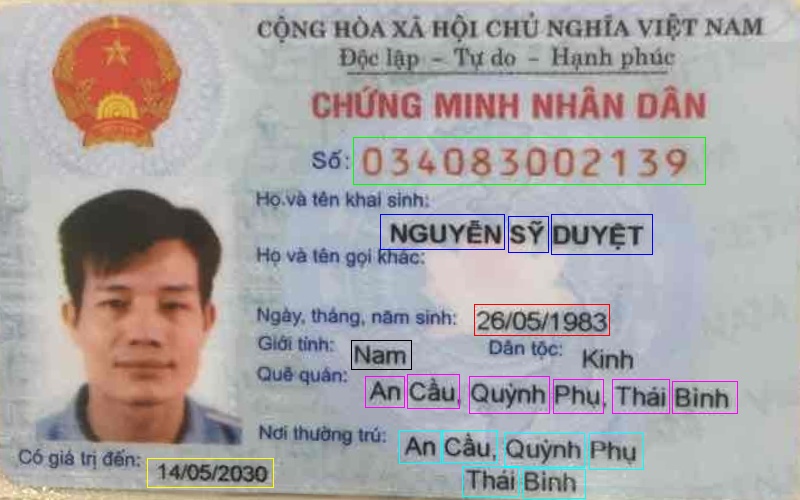 CỘNG HÒA XÃ HỘI CHỦ NGHĨA VIỆT NAM
Độc lập - Tự do - Hạnh phúc
CHỨNG MINH NHÂN DÂN
Số: 034083002139
Họ và tên khai sinh:
NGUYỄN SỸ DUYỆT
Họ và tên gọi khác:
Ngày, tháng, năm sinh: 26/05/1983
Giới tính: Nam Dân tộc: Kinh
Quê quán: An Cầu, Quỳnh Phụ, Thái Bình
Nơi thường trú: An Cầu, Quỳnh Phụ
Thái Bình
Có giá trị đến: 14/05/2030